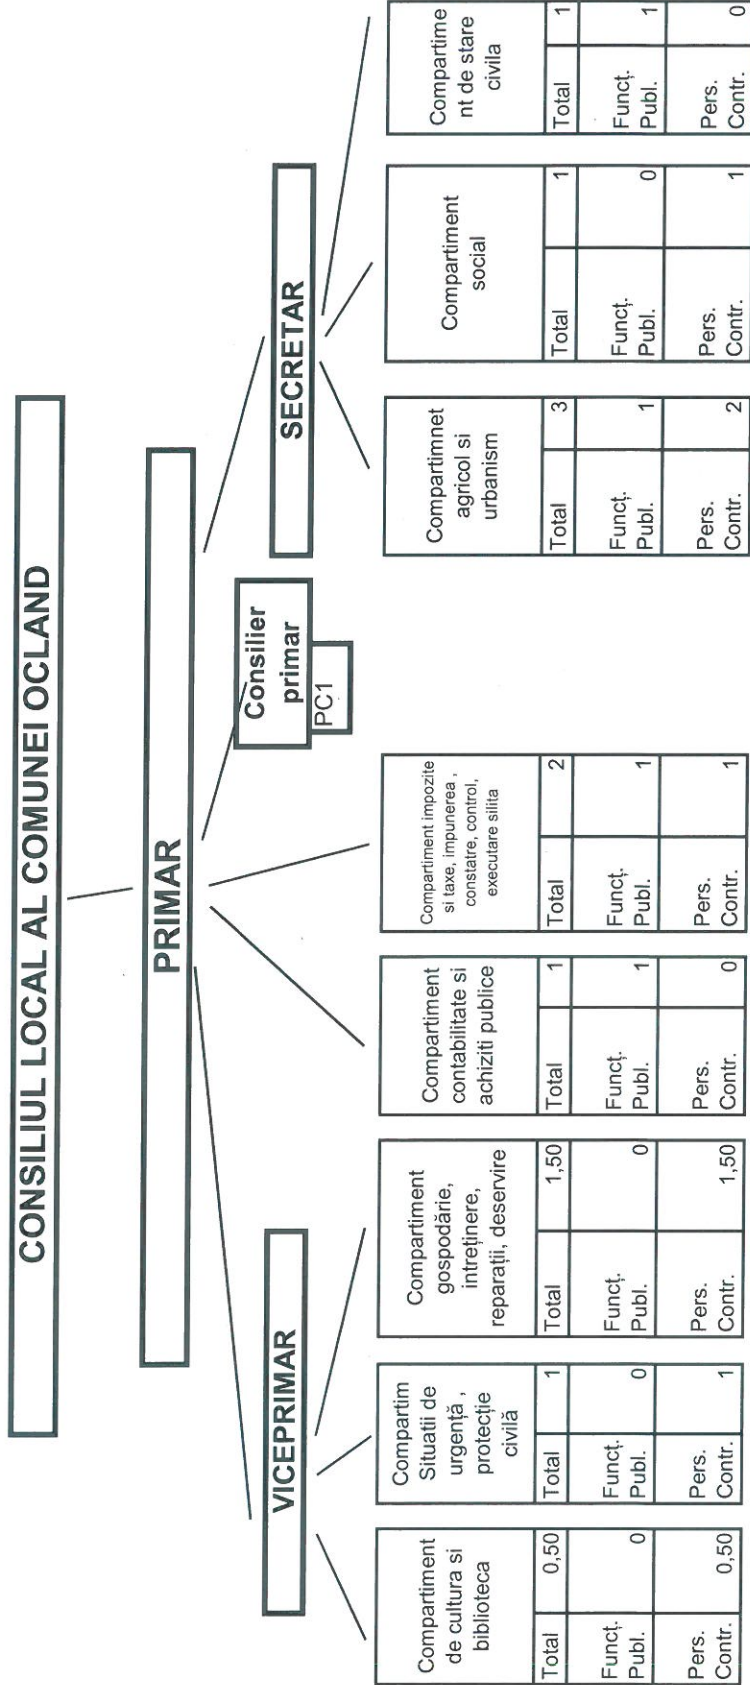 CONSILIUL LOCAL AL COMUNEI OCLAND
PRIMAR
VICEPRIMAR
Consilier
primar
PC1
SECRETAR
Compartiment
de cultura si
biblioteca
Total 0,50
Funcț.
Publ. 0
Pers.
Contr. 0,50
Compartim
Situatii de
urgență ,
protecție
civilă
Total 1
Funcț.
Publ. 0
Pers.
Contr. 1
Compartiment
gospodărie,
intreținere,
reparații, deservire
Total 1,50
Funcț.
Publ. 0
Pers.
Contr. 1,50
Compartiment
contabilitate si
achiziti publice
Total 1
Funcț.
Publ. 1
Pers.
Contr. 0
Compartiment impozite
si taxe, impunerea ,
constatre, control,
executare silita
Total 2
Funcț.
Publ. 1
Pers.
Contr. 1
Compartimnet
agricol si
urbanism
Total 3
Funcț.
Publ. 1
Pers.
Contr. 2
Compartiment
social
Total 1
Funcț.
Publ. 0
Pers.
Contr. 1
Compartime
nt de stare
civila
Total 1
Funcț.
Publ. 1
Pers.
Contr. 0